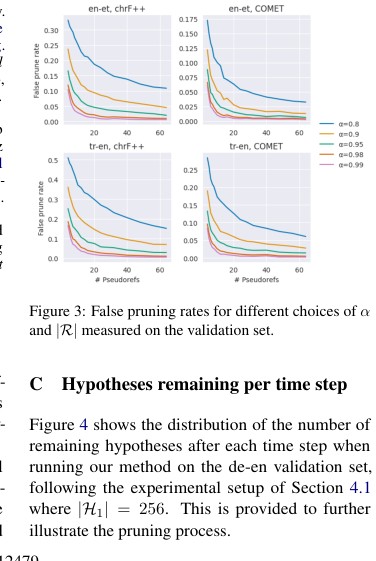 en-et, chrF++
en-et, COMET
False prune rate
0.30
0.25
0.20
0.15
0.10
0.05
0.00
0.175
0.150
0.125
0.100
0.075
0.050
0.025
0.000
20
40
60
20
40
60
α=0.8
α=0.9
α=0.95
α=0.98
α=0.99
tr-en, chrF++
tr-en, COMET
False prune rate
0.5
0.4
0.3
0.2
0.1
0.0
0.25
0.20
0.15
0.10
0.05
0.00
20
40
60
20
40
60
# Pseudorefs
# Pseudorefs
Figure 3: False pruning rates for different choices of α
and |R| measured on the validation set.
C Hypotheses remaining per time step
Figure 4 shows the distribution of the number of
remaining hypotheses after each time step when
running our method on the de-en validation set,
following the experimental setup of Section 4.1
where |H₁| = 256. This is provided to further
illustrate the pruning process.